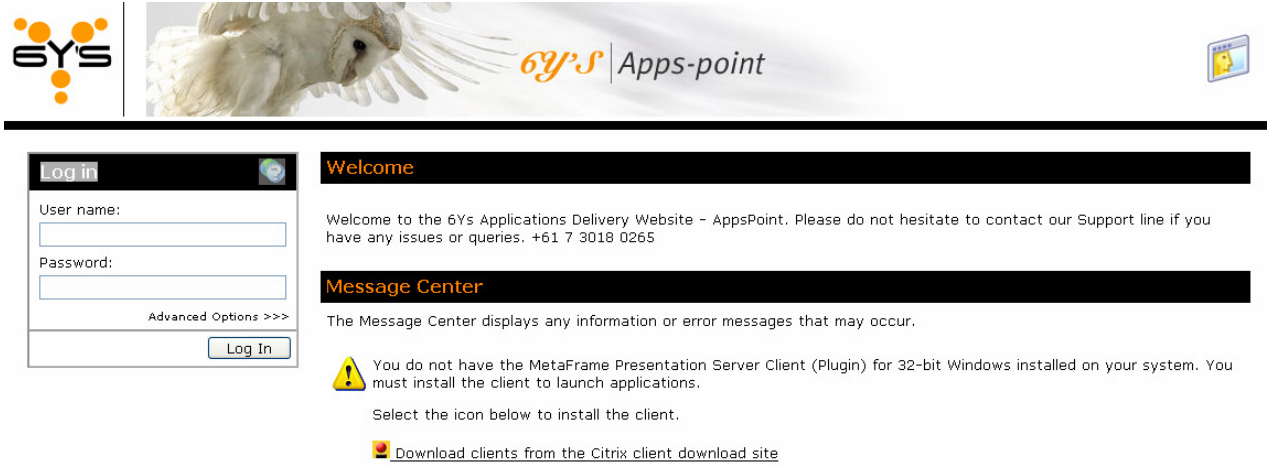 6Y'S
6Y'S Apps-point
Log in
User name:
Password:
Advanced Options >>>
Log In
Welcome
Welcome to the 6Ys Applications Delivery Website - AppsPoint. Please do not hesitate to contact our Support line if you
have any issues or queries. +61 7 3018 0265
Message Center
The Message Center displays any information or error messages that may occur.
You do not have the MetaFrame Presentation Server Client (Plugin) for 32-bit Windows installed on your system. You
must install the client to launch applications.
Select the icon below to install the client.
Download clients from the Citrix client download site